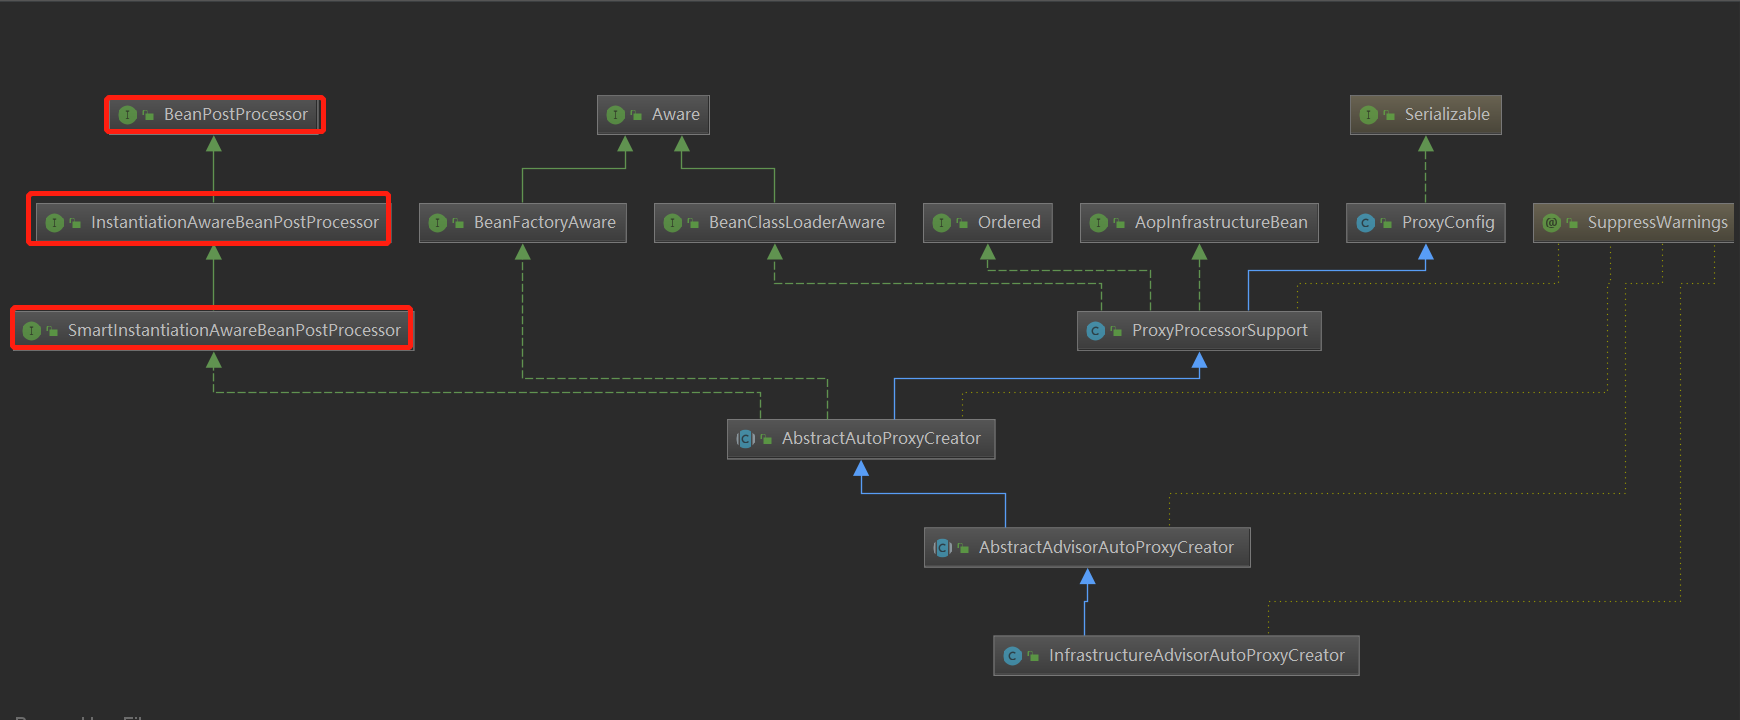 BeanPostProcessor
Aware
Serializable
InstantiationAwareBeanPostProcessor
BeanFactoryAware
BeanClassLoaderAware
Ordered
AopInfrastructureBean
ProxyConfig
SuppressWarnings
SmartInstantiationAwareBeanPostProcessor
ProxyProcessorSupport
AbstractAutoProxyCreator
AbstractAdvisorAutoProxyCreator
InfrastructureAdvisorAutoProxyCreator